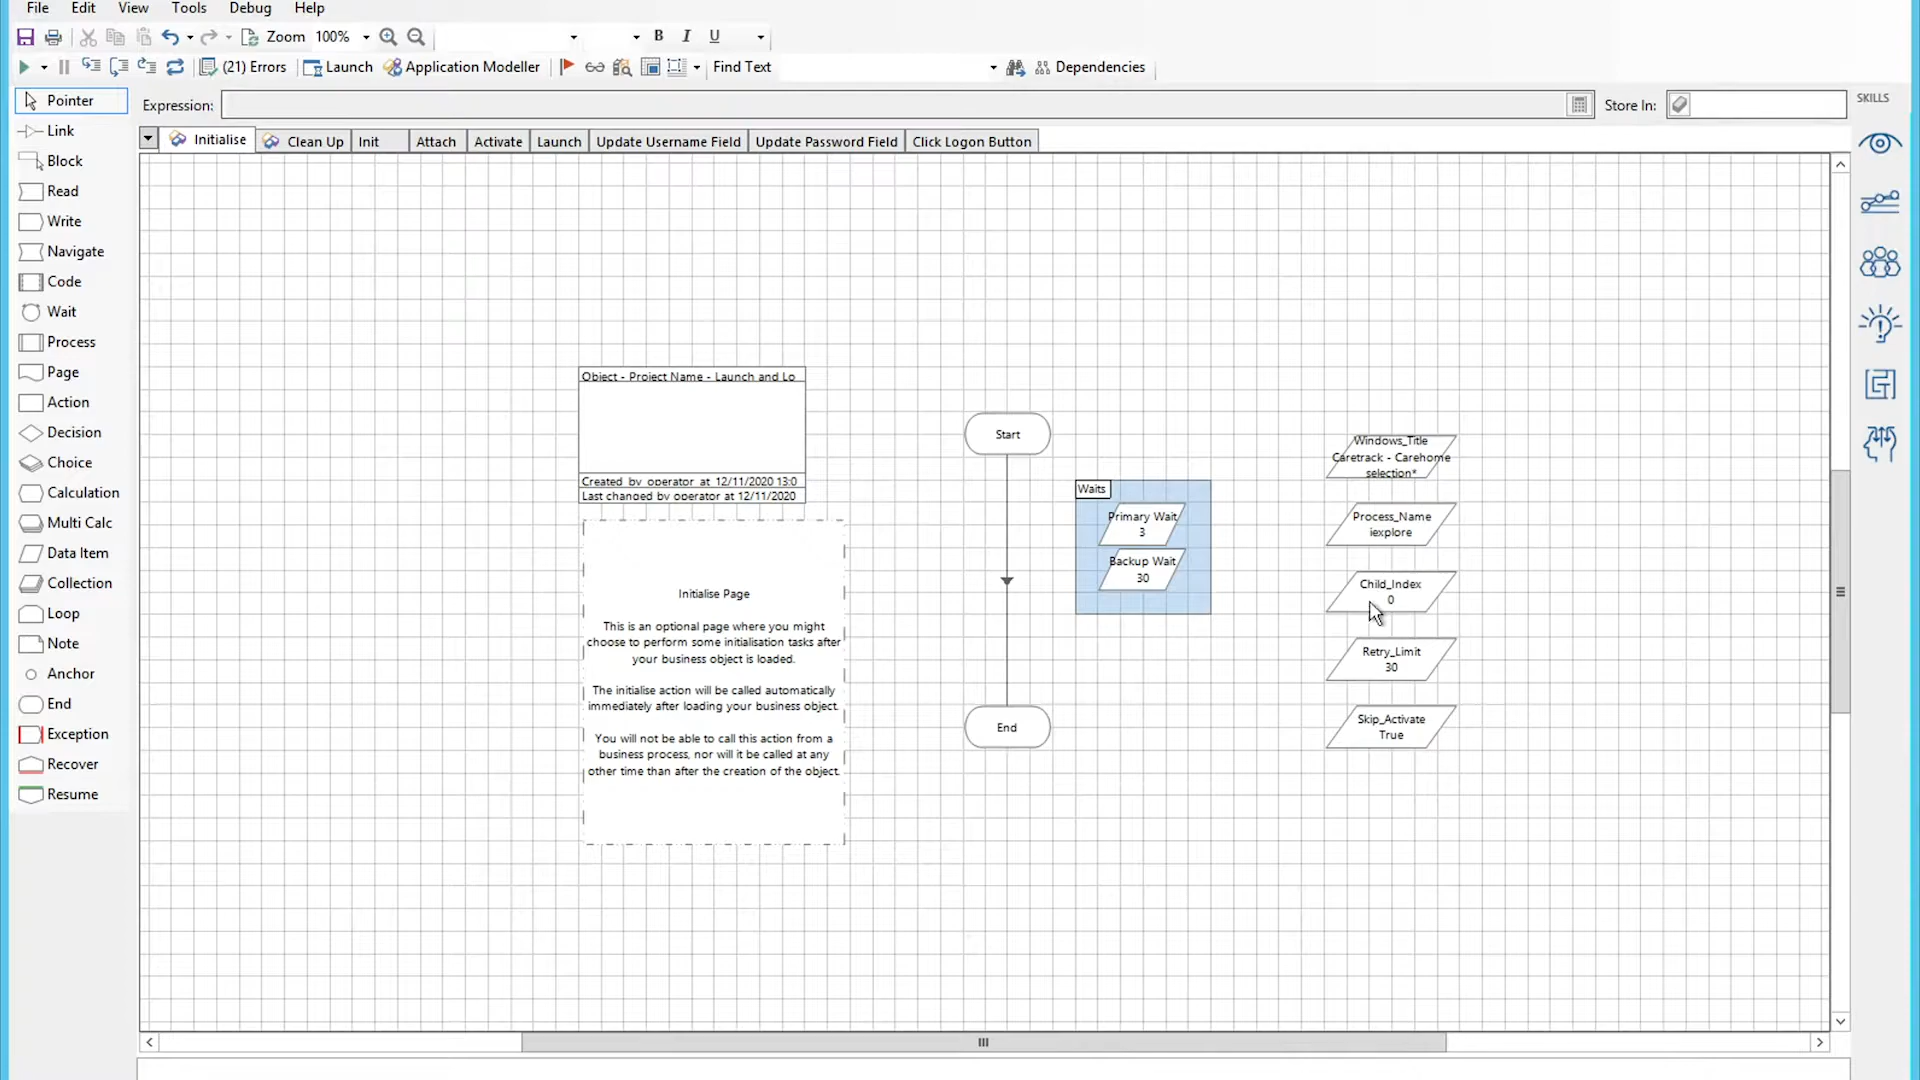 File Edit View Tools Debug Help
Zoom 100% B I U
(21) Errors Launch Application Modeller Find Text Dependencies
Pointer Expression: Store In: SKILLS
Initialise Clean Up Init Attach Activate Launch Update Username Field Update Password Field Click Logon Button
Link
Block
Read
Write
Navigate
Code
Wait
Process
Page
Action
Decision
Choice
Calculation
Multi Calc
Data Item
Collection
Loop
Note
Anchor
End
Exception
Recover
Resume
Object - Project Name - Launch and Lo
Created by operator at 12/11/2020 13:0
Last changed by operator at 12/11/2020
Initialise Page
This is an optional page where you might
choose to perform some initialisation tasks after
your business object is loaded.
The initialise action will be called automatically
immediately after loading your business object.
You will not be able to call this action from a
business process, nor will it be called at any
other time than after the creation of the object.
Start
End
Waits
Primary Wait
3
Backup Wait
30
Windows_Title
Caretrack - Carehome
selection*
Process_Name
iexplore
Child_Index
0
Retry_Limit
30
Skip_Activate
True